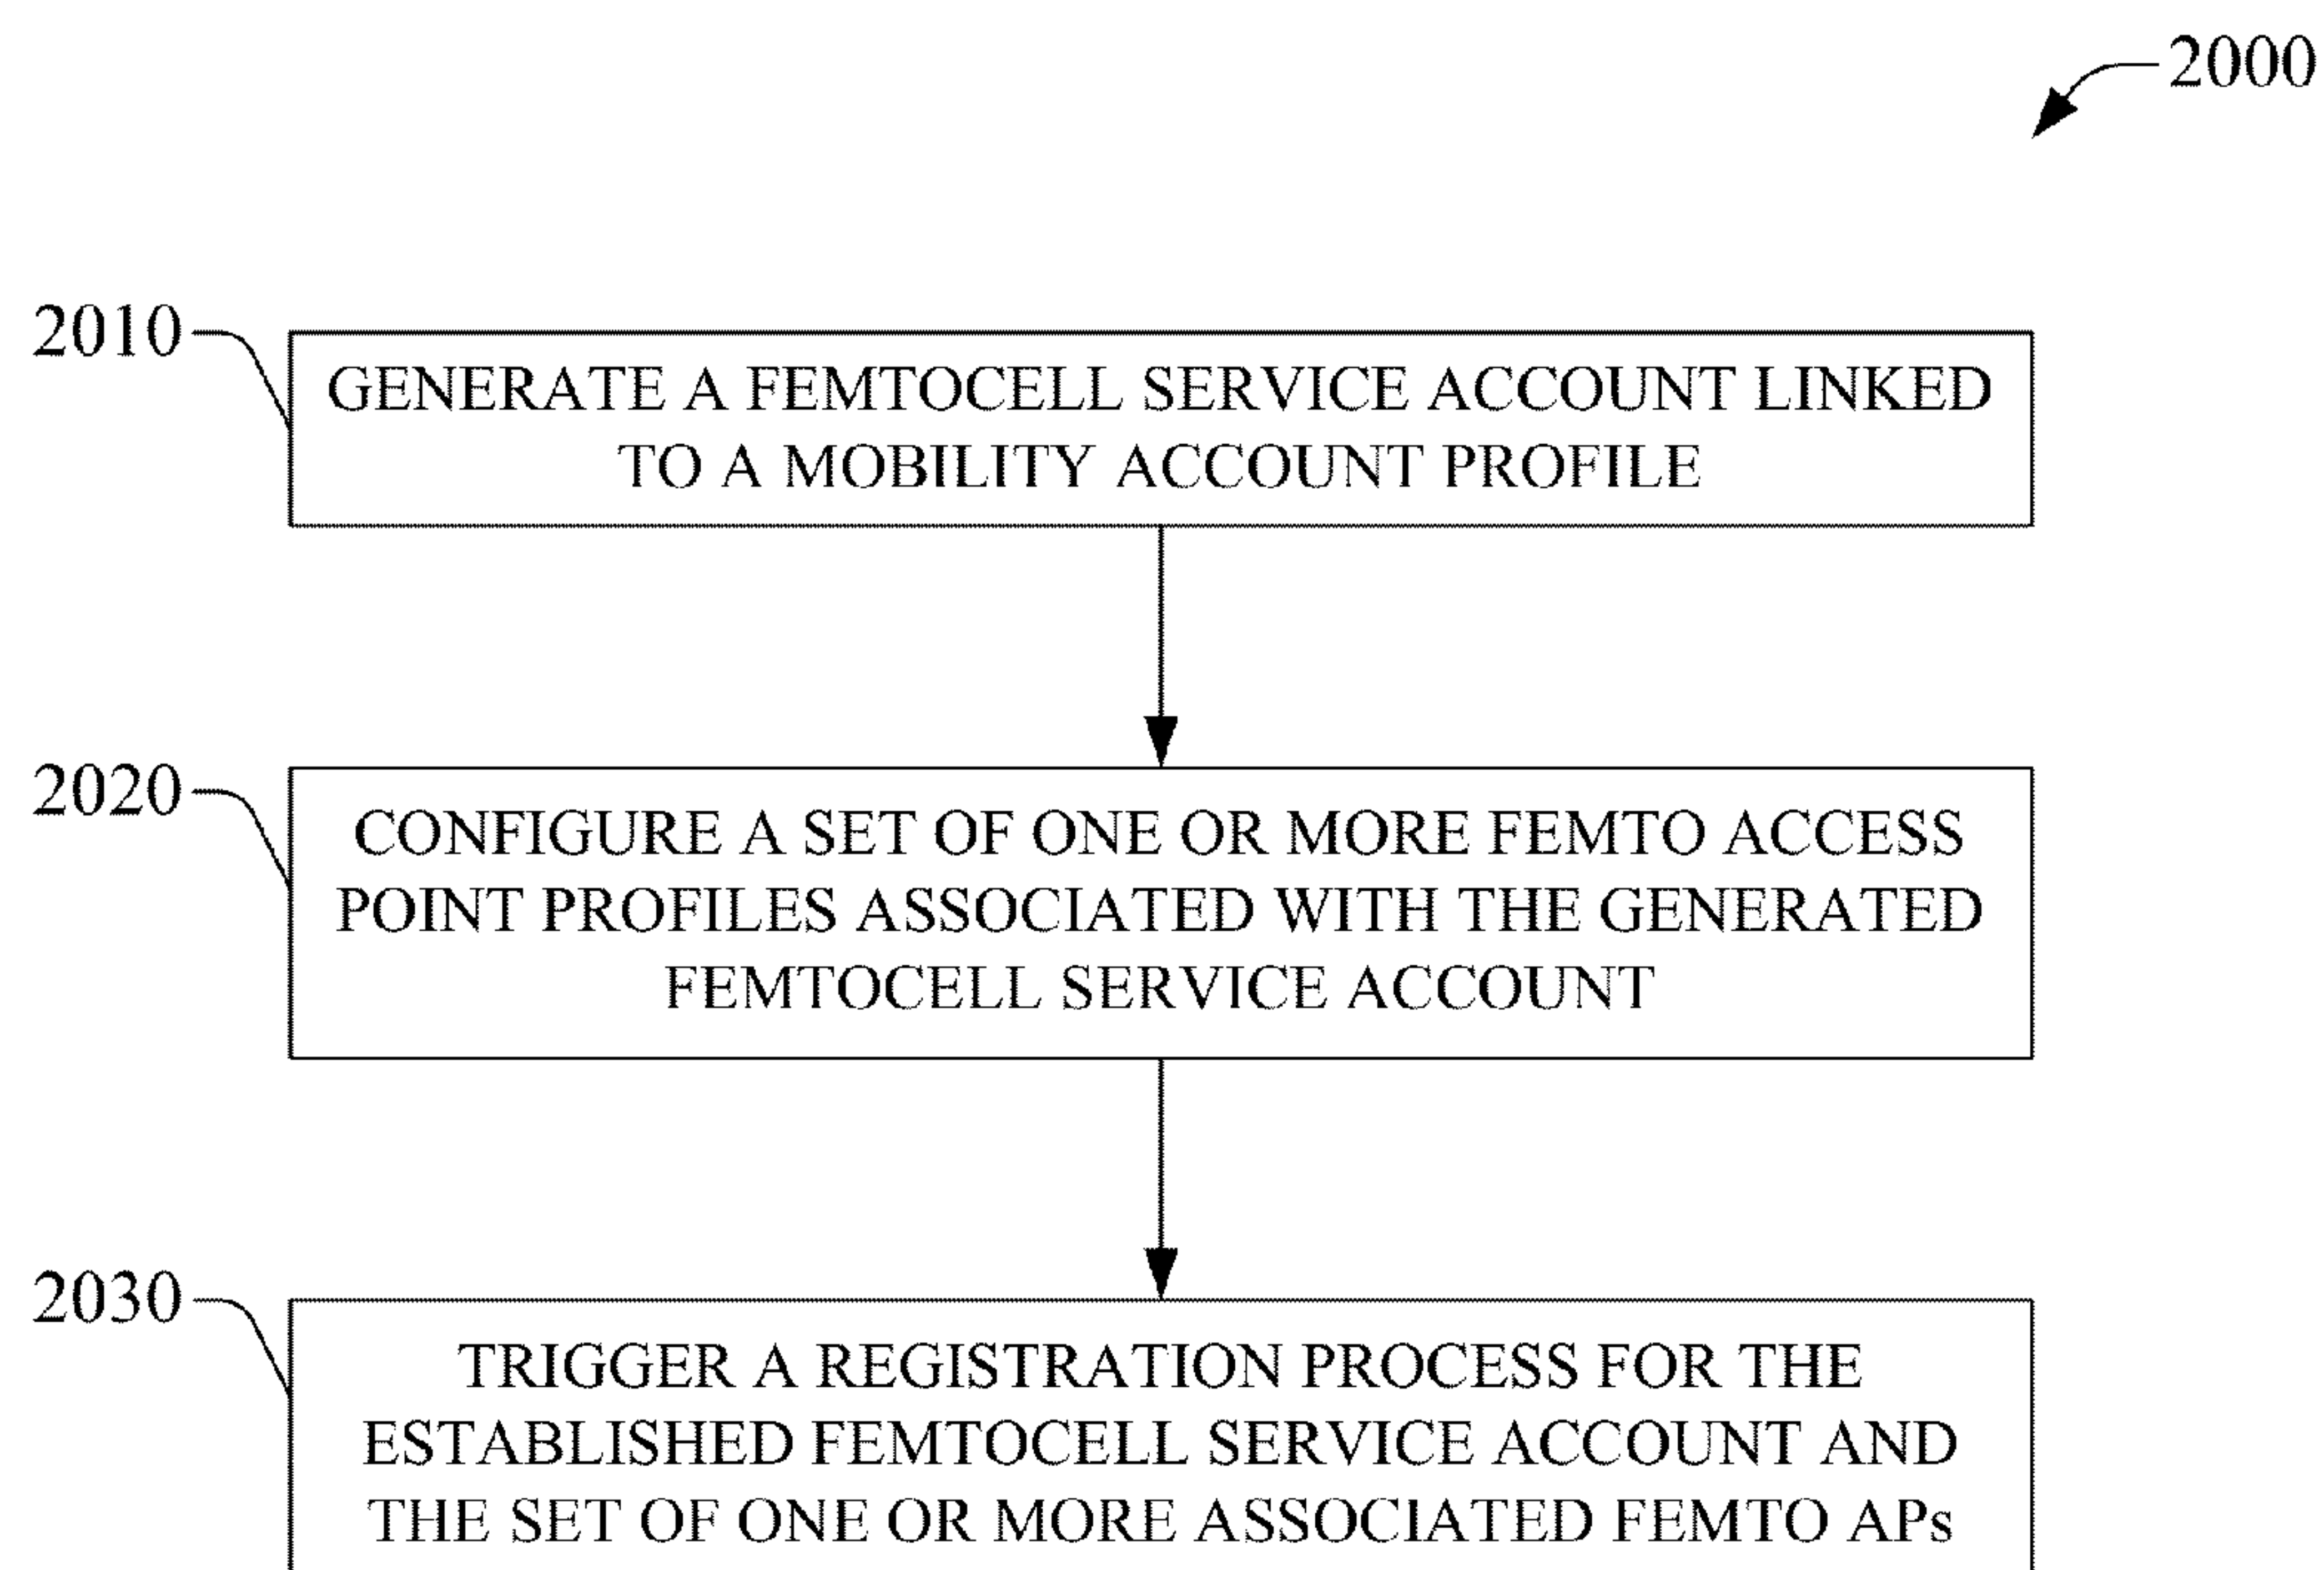 2000
2010
GENERATE A FEMTOCELL SERVICE ACCOUNT LINKED
TO A MOBILITY ACCOUNT PROFILE
2020
CONFIGURE A SET OF ONE OR MORE FEMTO ACCESS
POINT PROFILES ASSOCIATED WITH THE GENERATED
FEMTOCELL SERVICE ACCOUNT
2030
TRIGGER A REGISTRATION PROCESS FOR THE
ESTABLISHED FEMTOCELL SERVICE ACCOUNT AND
THE SET OF ONE OR MORE ASSOCIATED FEMTO APs